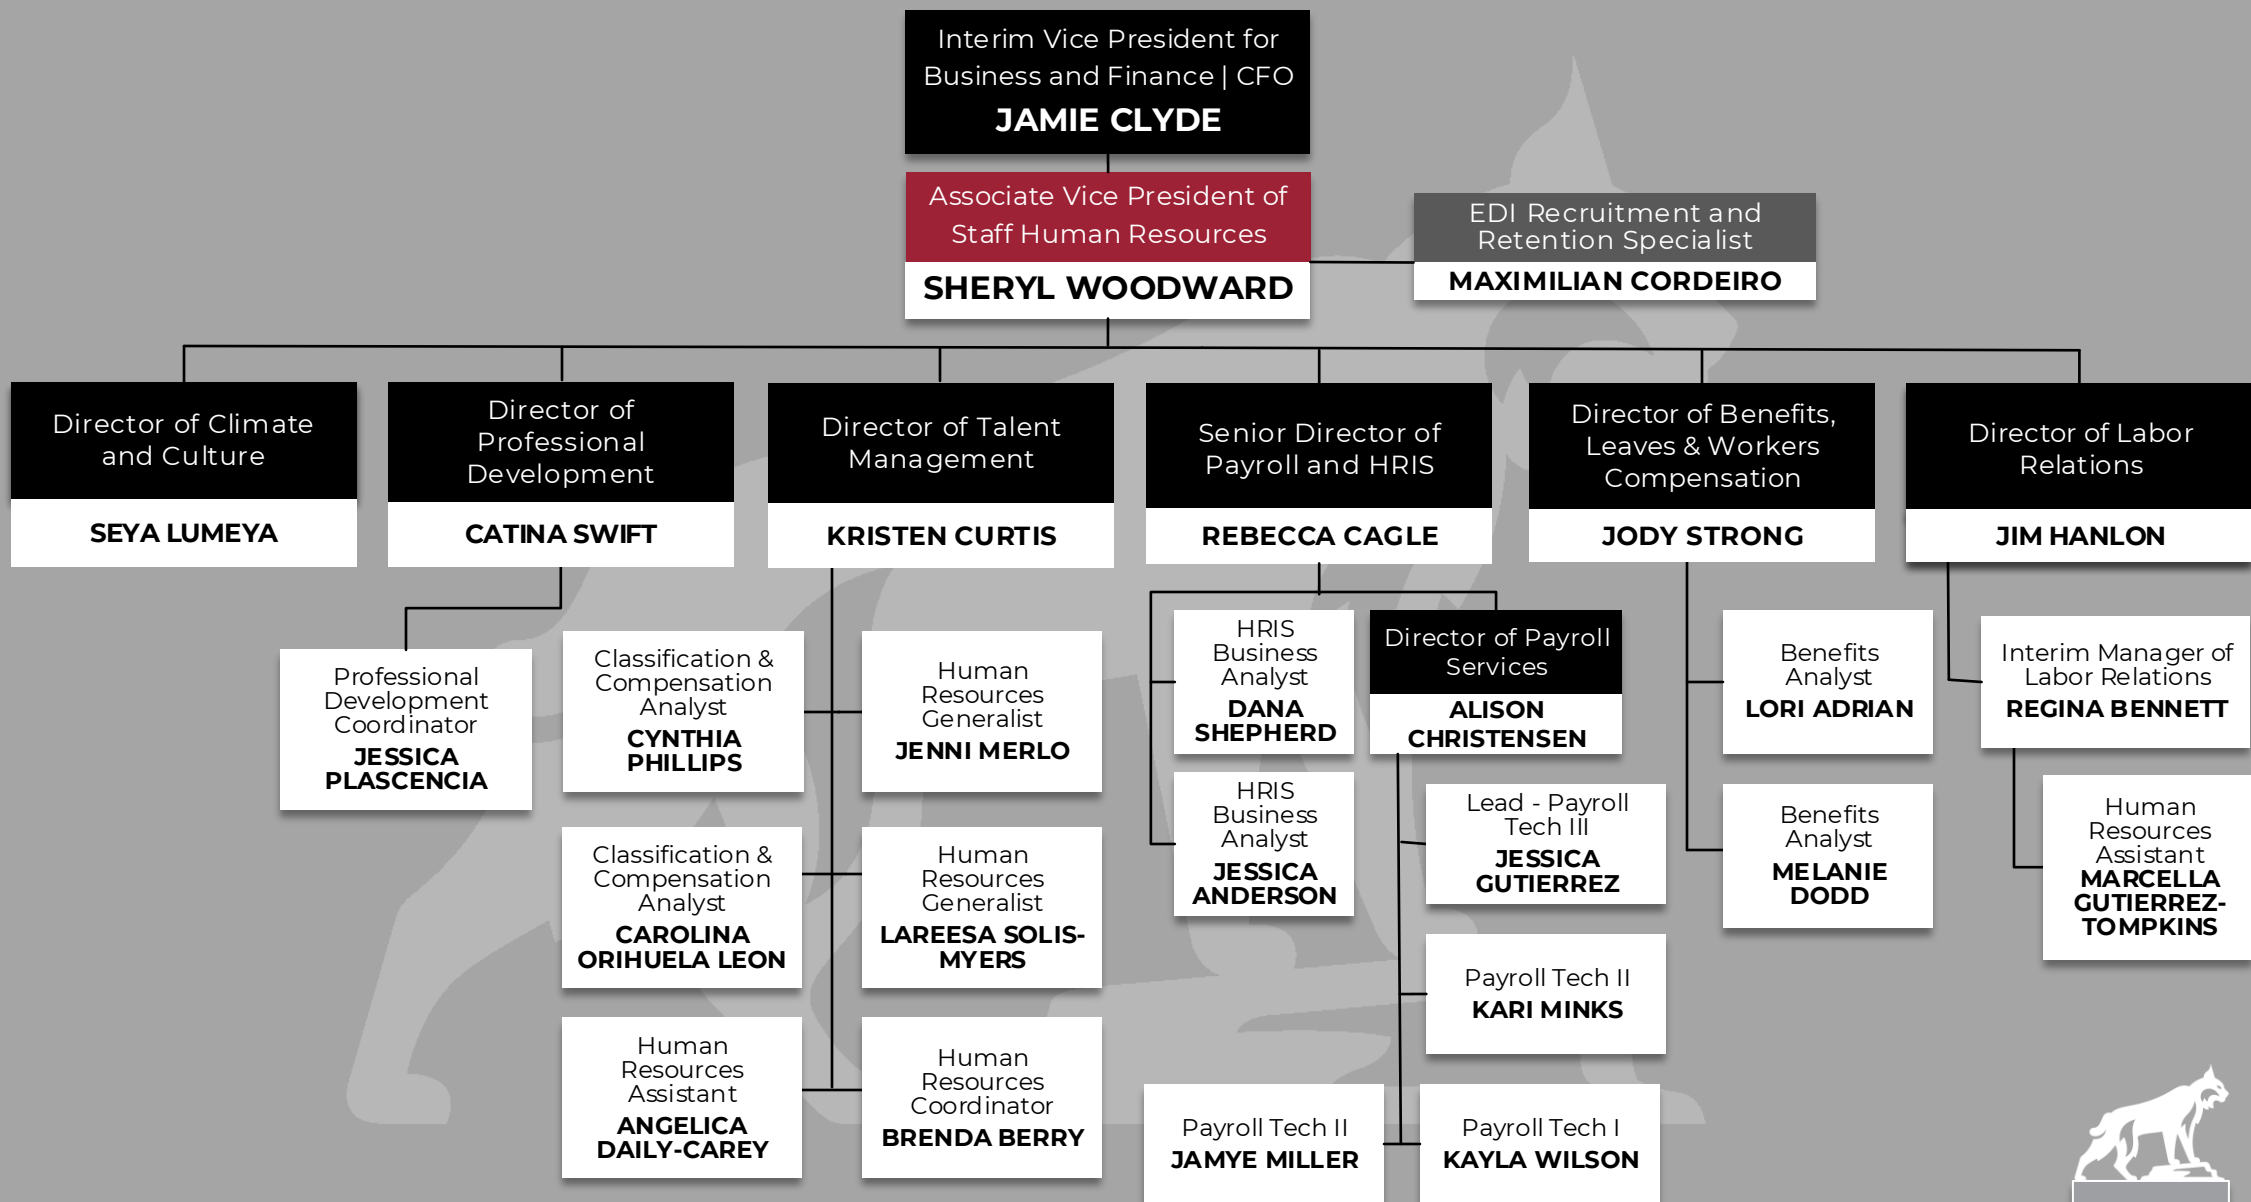 Interim Vice President for
Business and Finance | CFO
JAMIE CLYDE
Associate Vice President of
Staff Human Resources
SHERYL WOODWARD
EDI Recruitment and
Retention Specialist
MAXIMILIAN CORDEIRO
Director of Climate
and Culture
SEYA LUMEYA
Director of
Professional
Development
CATINA SWIFT
Director of Talent
Management
KRISTEN CURTIS
Senior Director of
Payroll and HRIS
REBECCA CAGLE
Director of Benefits,
Leaves & Workers
Compensation
JODY STRONG
Director of Labor
Relations
JIM HANLON
Professional
Development
Coordinator
JESSICA
PLASCENCIA
Classification &
Compensation
Analyst
CYNTHIA
PHILLIPS
Human
Resources
Generalist
JENNI MERLO
Classification &
Compensation
Analyst
CAROLINA
ORIHUELA LEON
Human
Resources
Generalist
LAREESA SOLIS-
MYERS
Human
Resources
Assistant
ANGELICA
DAILY-CAREY
Human
Resources
Coordinator
BRENDA BERRY
HRIS
Business
Analyst
DANA
SHEPHERD
HRIS
Business
Analyst
JESSICA
ANDERSON
Director of Payroll
Services
ALISON
CHRISTENSEN
Lead - Payroll
Tech III
JESSICA
GUTIERREZ
Payroll Tech II
KARI MINKS
Payroll Tech II
JAMYE MILLER
Payroll Tech I
KAYLA WILSON
Benefits
Analyst
LORI ADRIAN
Benefits
Analyst
MELANIE
DODD
Interim Manager of
Labor Relations
REGINA BENNETT
Human
Resources
Assistant
MARCELLA
GUTIERREZ-
TOMPKINS